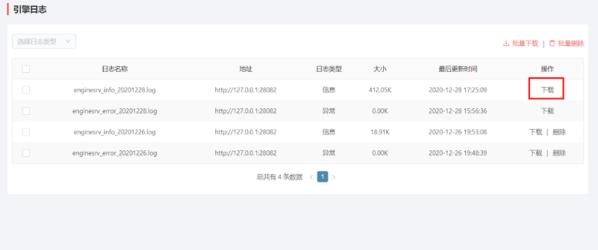 引擎日志
选择日志类型
批量下载 | 批量删除
日志名称 地址 日志类型 大小 最后更新时间 操作
enginesrv_info_20201228.log http://127.0.0.1:28082 信息 412.05K 2020-12-28 17:25:09 下载
enginesrv_error_20201228.log http://127.0.0.1:28082 异常 0.00K 2020-12-28 15:56:36 下载
enginesrv_info_20201226.log http://127.0.0.1:28082 信息 18.91K 2020-12-26 19:53:08 下载 | 删除
enginesrv_error_20201226.log http://127.0.0.1:28082 异常 0.00K 2020-12-26 19:48:39 下载 | 删除
总共有 4 条数据 < 1 >